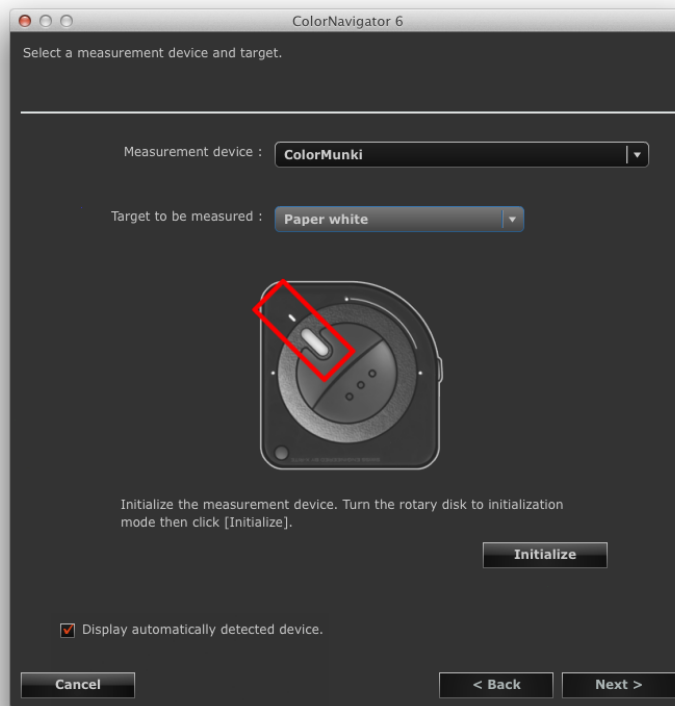 ColorNavigator 6
Select a measurement device and target.
Measurement device :
ColorMunki
Target to be measured :
Paper white
Initialize the measurement device. Turn the rotary disk to initialization
mode then click [Initialize].
Initialize
Display automatically detected device.
Cancel
< Back
Next >